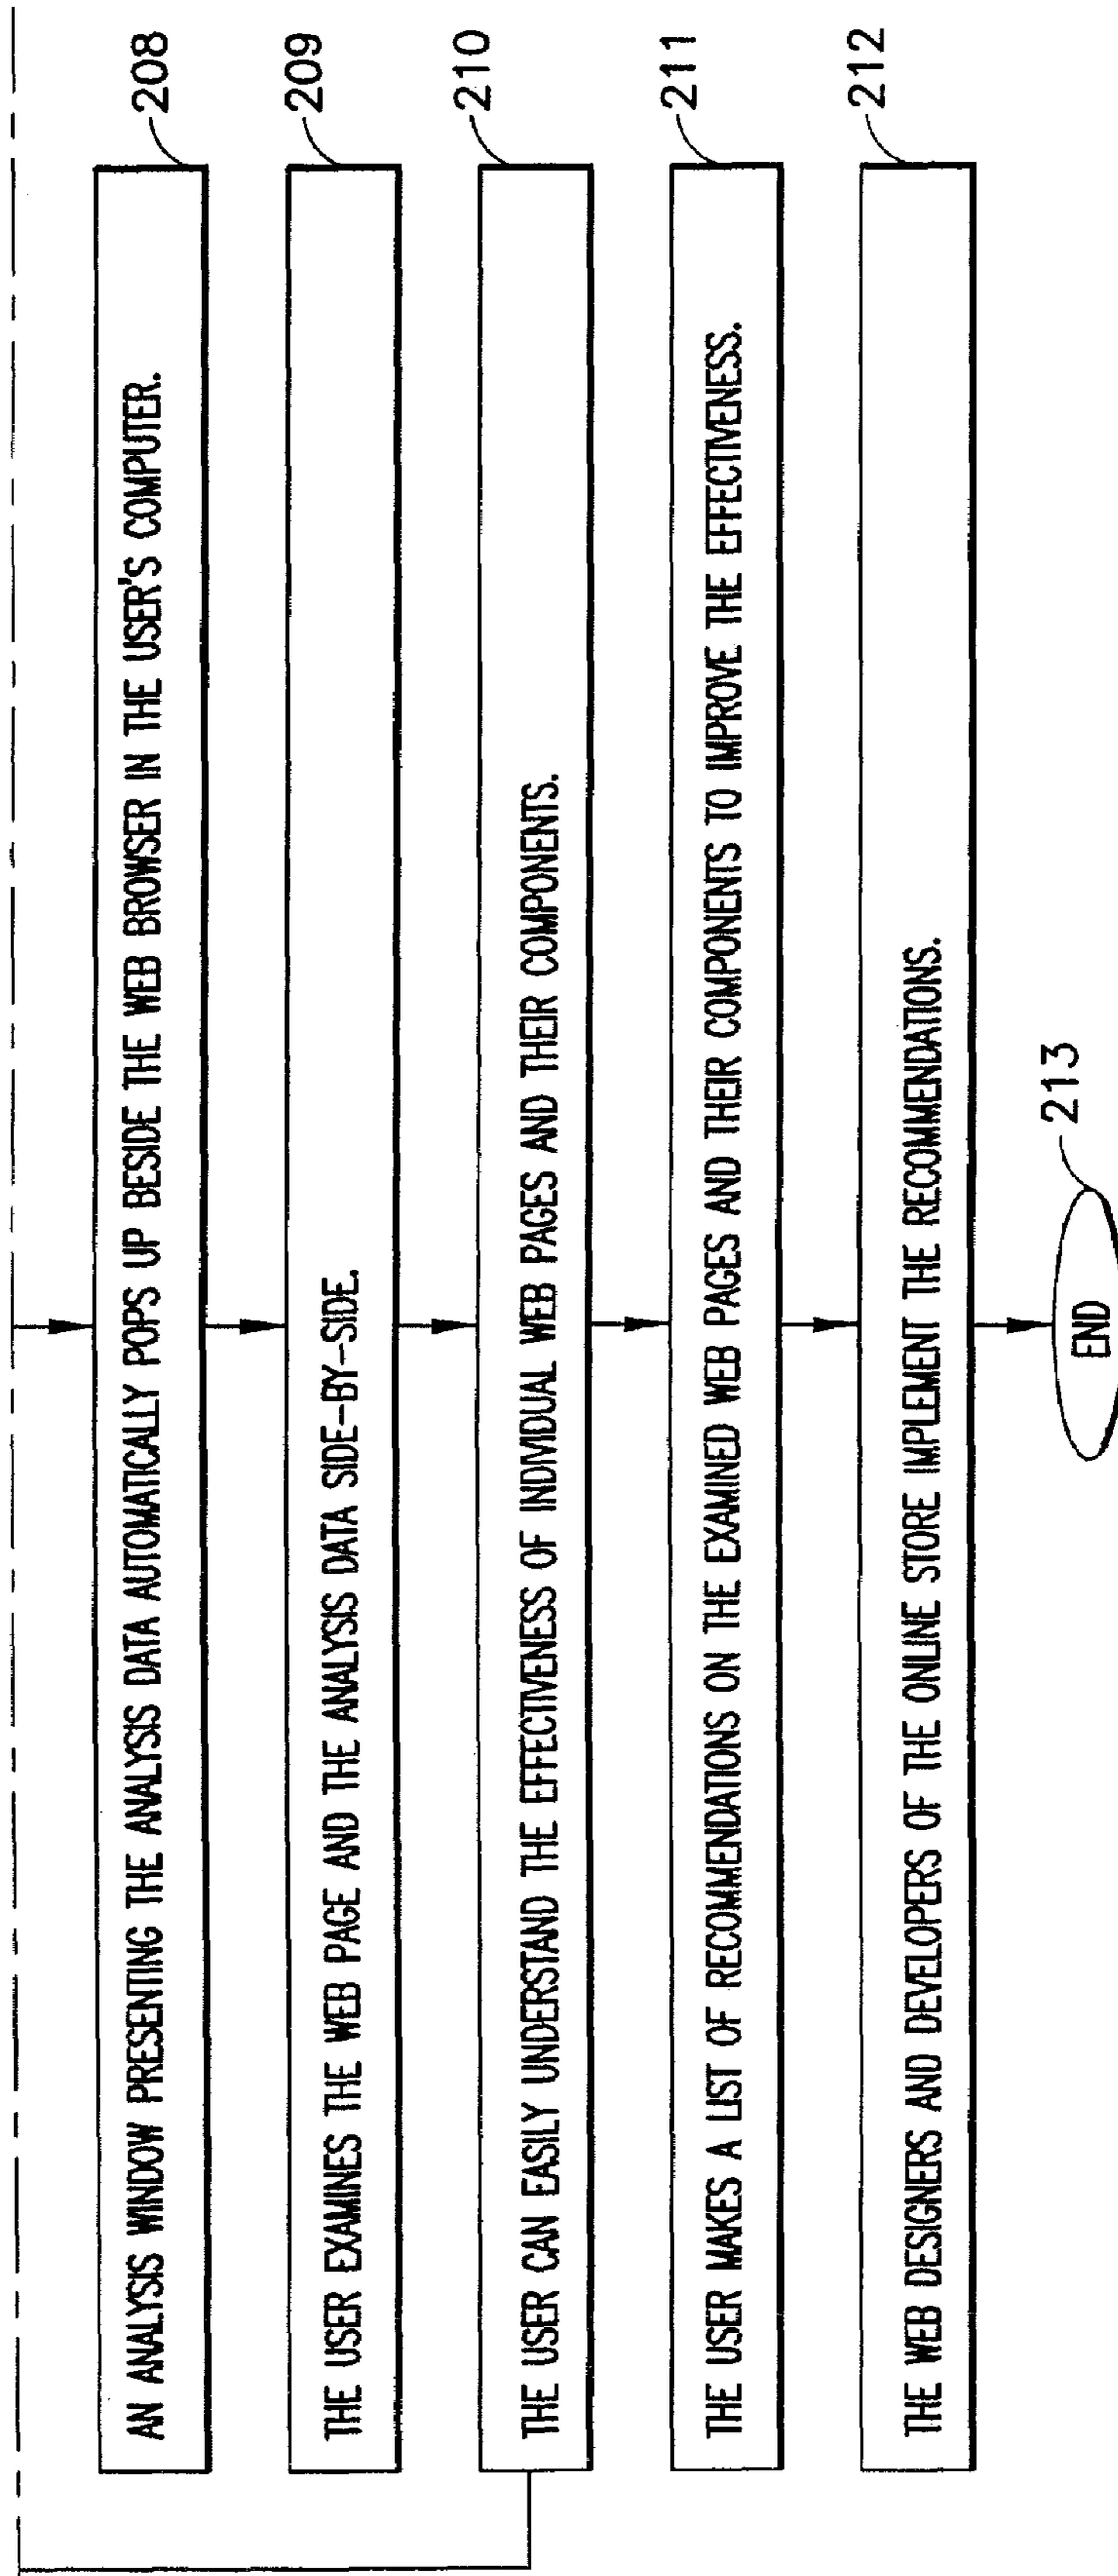 AN ANALYSIS WINDOW PRESENTING THE ANALYSIS DATA AUTOMATICALLY POPS UP BESIDE THE WEB BROWSER IN THE USER'S COMPUTER.
208
THE USER EXAMINES THE WEB PAGE AND THE ANALYSIS DATA SIDE-BY-SIDE.
209
THE USER CAN EASILY UNDERSTAND THE EFFECTIVENESS OF INDIVIDUAL WEB PAGES AND THEIR COMPONENTS.
210
THE USER MAKES A LIST OF RECOMMENDATIONS ON THE EXAMINED WEB PAGES AND THEIR COMPONENTS TO IMPROVE THE EFFECTIVENESS.
211
THE WEB DESIGNERS AND DEVELOPERS OF THE ONLINE STORE IMPLEMENT THE RECOMMENDATIONS.
212
END
213